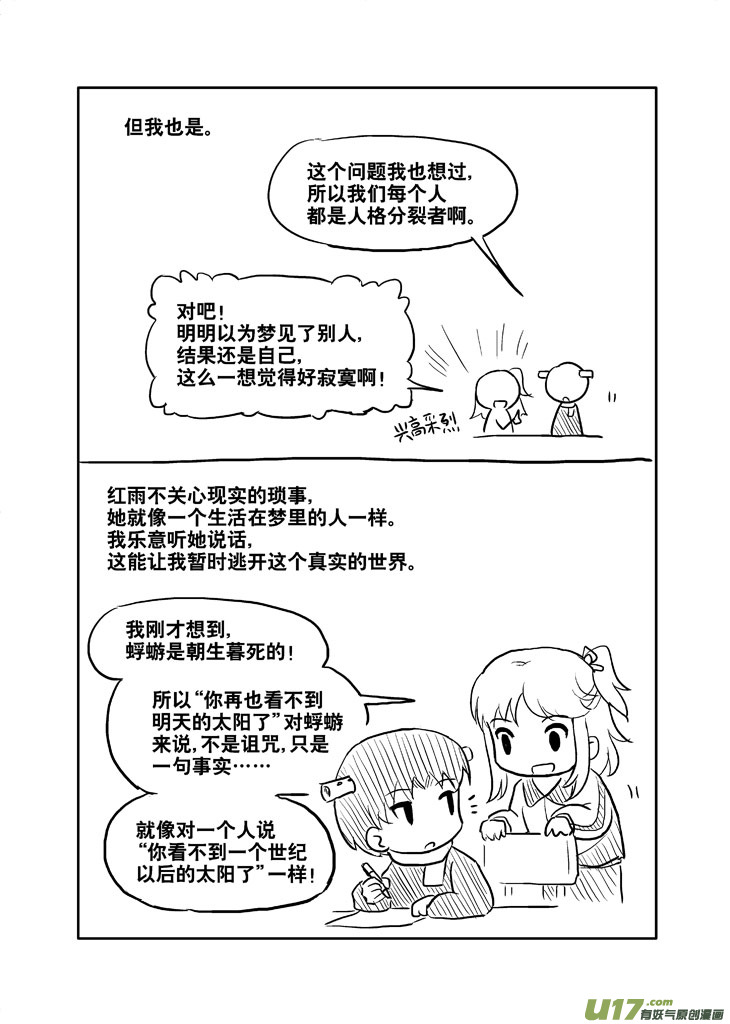 但我也是。
这个问题我也想过，
所以我们每个人
都是人格分裂者啊。
对吧！
明明以为梦见了别人，
结果还是自己，
这么一想觉得好寂寞啊！
兴高采烈
红雨不关心现实的琐事，
她就像一个生活在梦里的人一样。
我乐意听她说话，
这能让我暂时逃开这个真实的世界。
我刚才想到，
蜉蝣是朝生暮死的！
所以“你再也看不到
明天的太阳了”对蜉蝣
来说，不是诅咒，只是
一句事实……
就像对一个人说
“你看不到一个世纪
以后的太阳了”一样！
U17.com
有妖气原创漫画